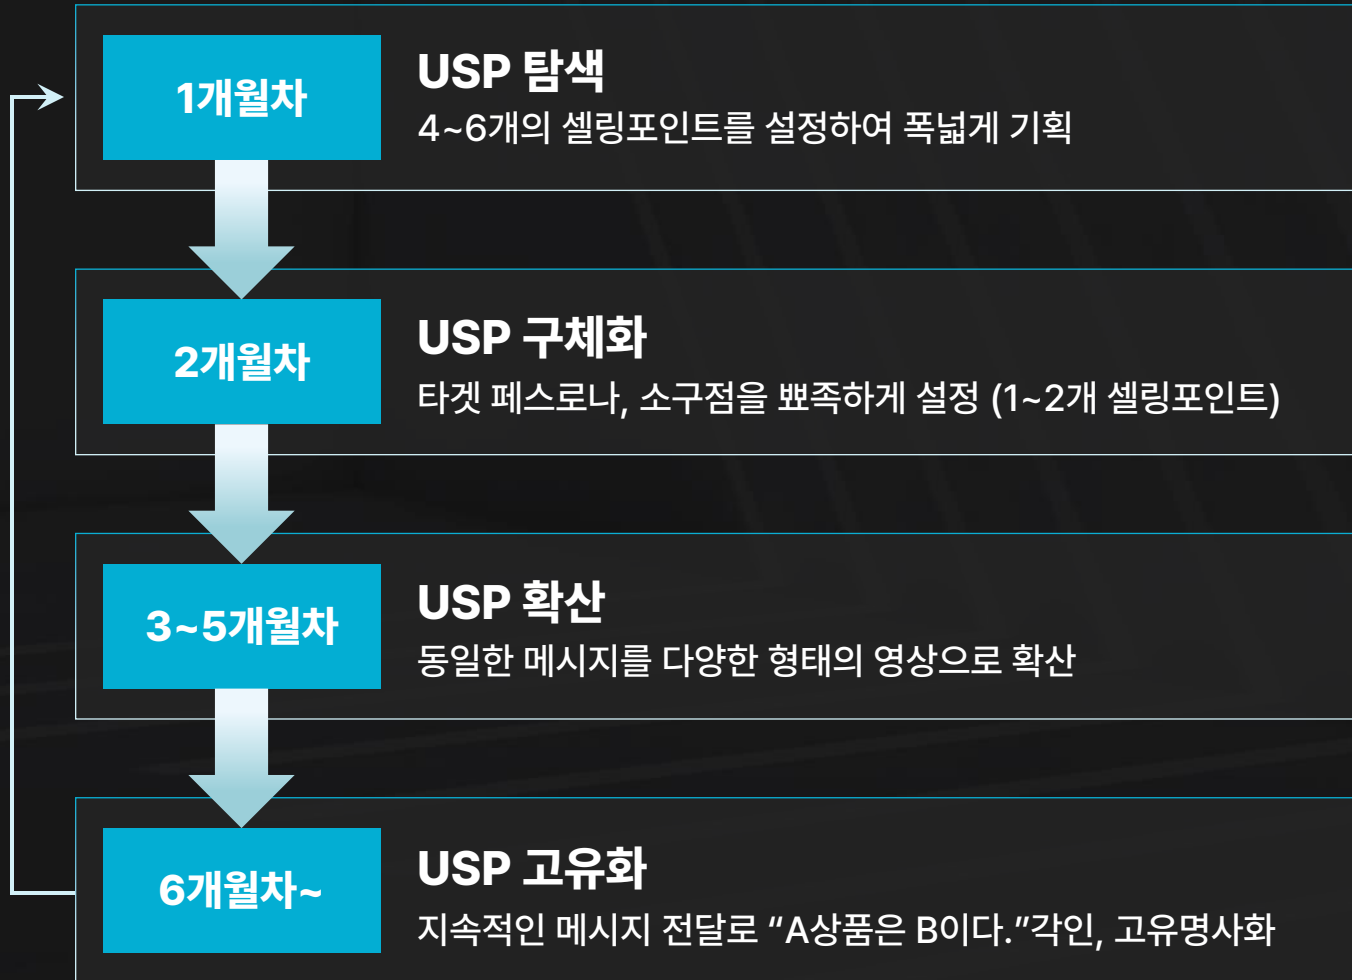 1개월차
USP 탐색
4~6개의 셀링포인트를 설정하여 폭넓게 기획
2개월차
USP 구체화
타겟 페스로나, 소구점을 뾰족하게 설정 (1~2개 셀링포인트)
3~5개월차
USP 확산
동일한 메시지를 다양한 형태의 영상으로 확산
6개월차~
USP 고유화
지속적인 메시지 전달로 “A상품은 B이다.”각인, 고유명사화